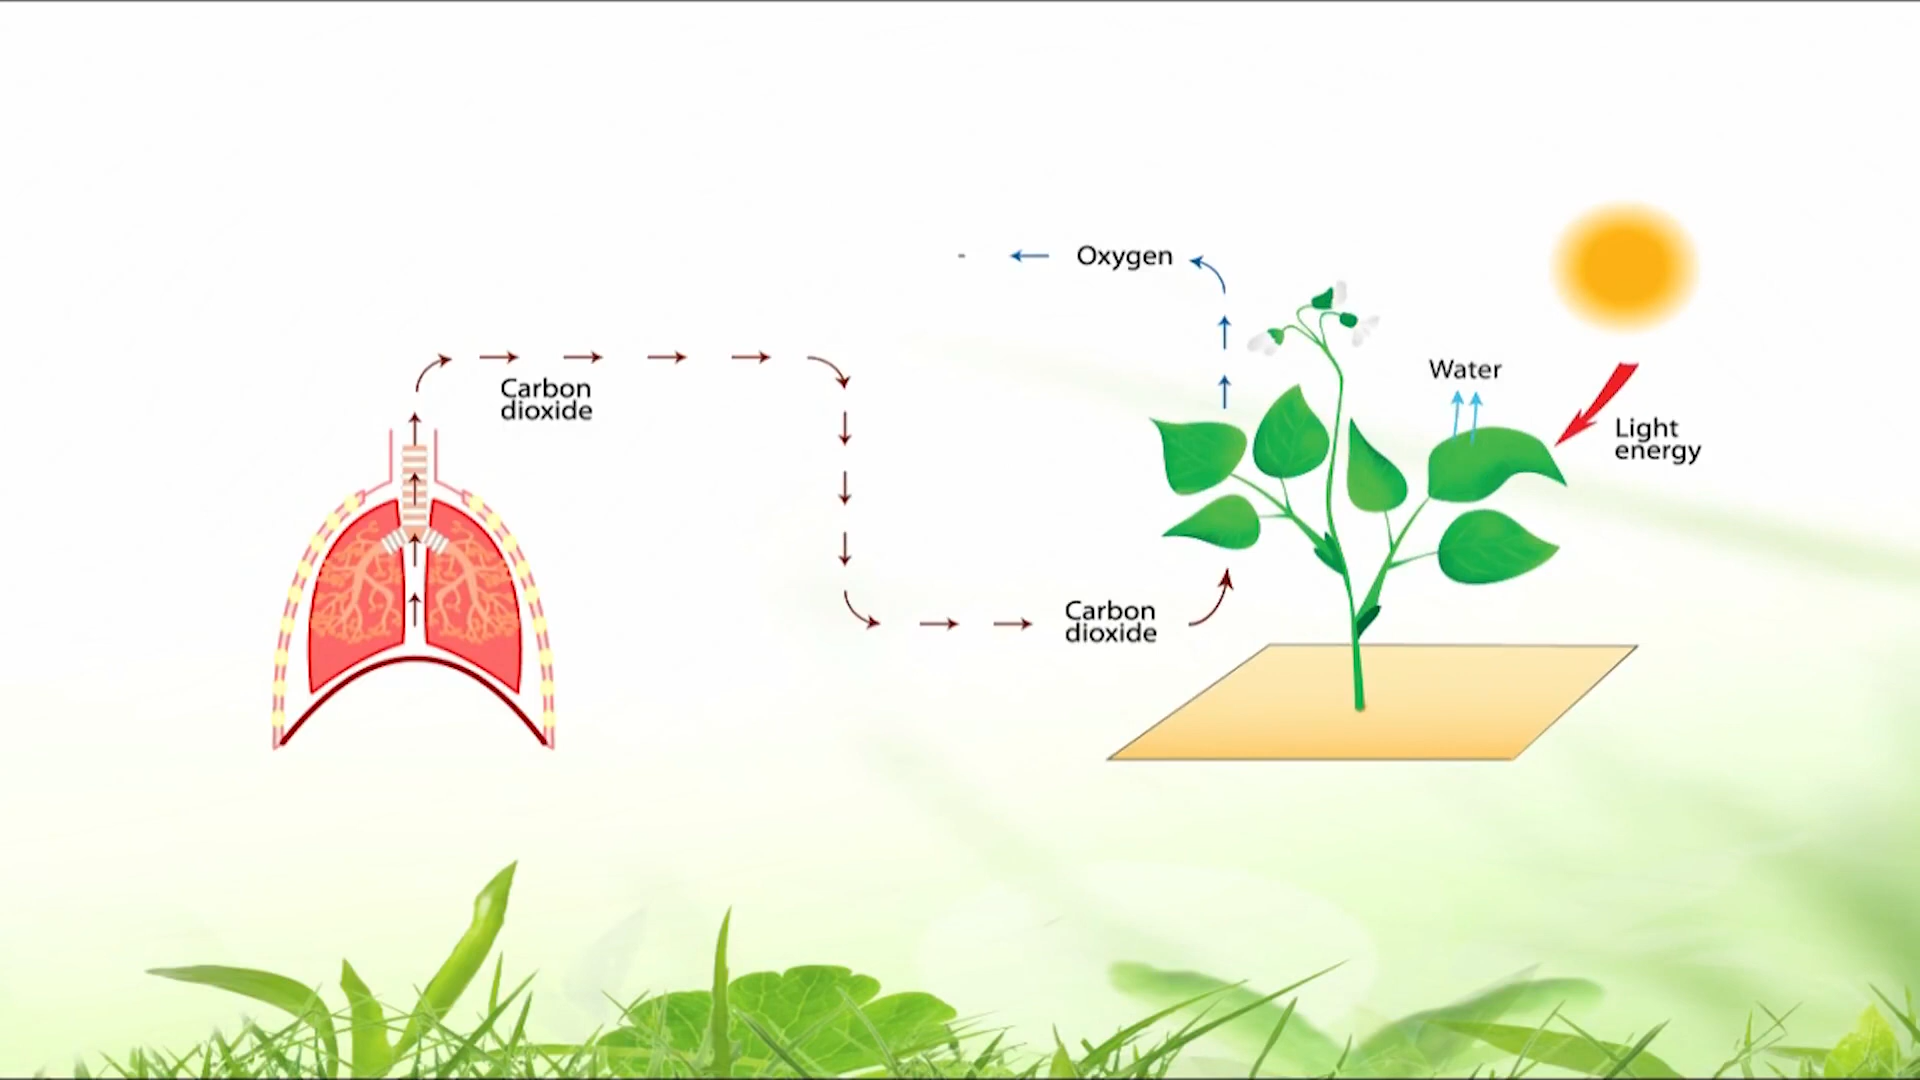 Oxygen
Water
Carbon
dioxide
Light
energy
Carbon
dioxide